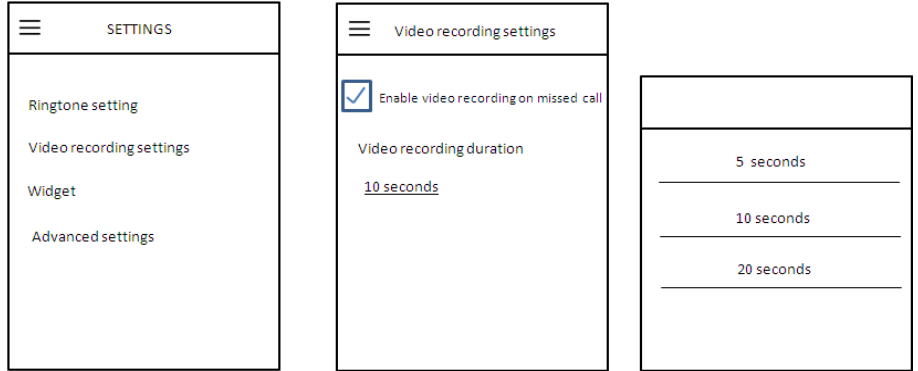 SETTINGS
Ringtone setting
Video recording settings
Widget
Advanced settings
Video recording settings
Enable video recording on missed call
Video recording duration
10 seconds
5 seconds
10 seconds
20 seconds